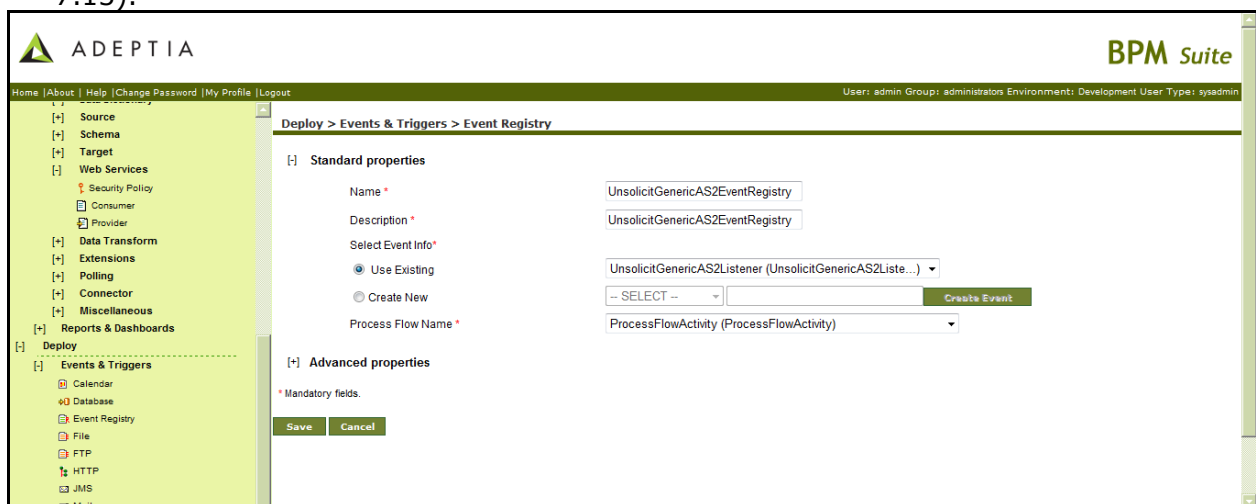 7.15).
ADEPTIA
BPM Suite
Home |About | Help |Change Password |My Profile |Logout
User: admin Group: administrators Environment: Development User Type: sysadmin
[+] Source
[+] Schema
[+] Target
[-] Web Services
Security Policy
Consumer
Provider
[+] Data Transform
[+] Extensions
[+] Polling
[+] Connector
[+] Miscellaneous
[+] Reports & Dashboards
[-] Deploy
[-] Events & Triggers
Calendar
Database
Event Registry
File
FTP
HTTP
JMS
Deploy > Events & Triggers > Event Registry
[-] Standard properties
Name * UnsolicitGenericAS2EventRegistry
Description * UnsolicitGenericAS2EventRegistry
Select Event Info*
Use Existing UnsolicitGenericAS2Listener (UnsolicitGenericAS2Liste...)
Create New -- SELECT -- Create Event
Process Flow Name * ProcessFlowActivity (ProcessFlowActivity)
[+] Advanced properties
* Mandatory fields.
Save Cancel